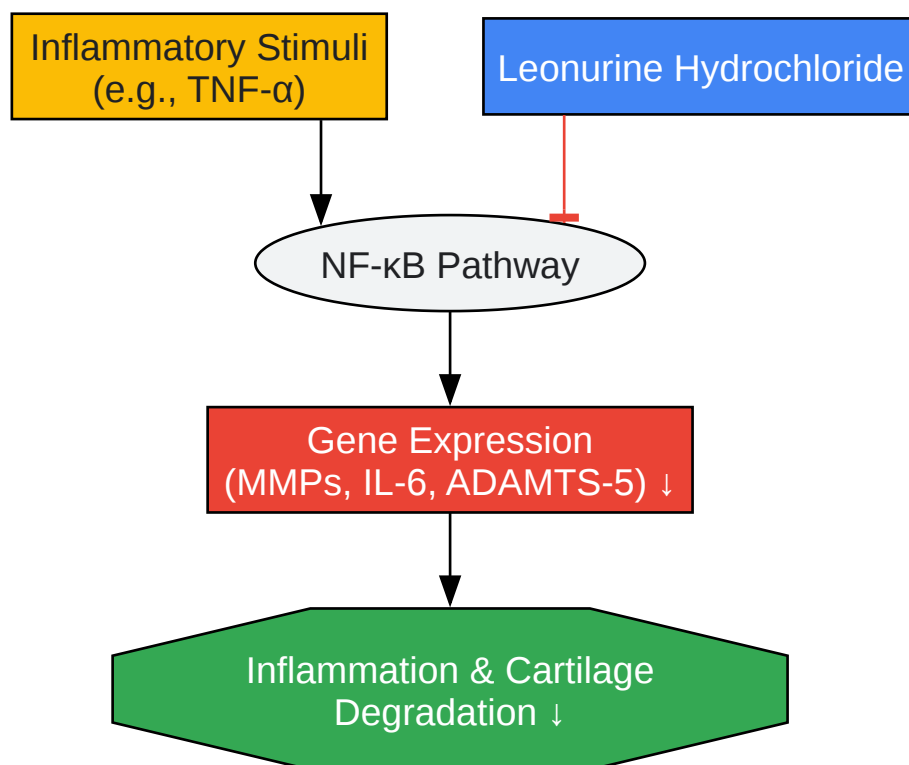 Inflammatory Stimuli
(e.g., TNF-α)
Leonurine Hydrochloride
NF-κB Pathway
Gene Expression
(MMPs, IL-6, ADAMTS-5) ↓
Inflammation & Cartilage
Degradation ↓